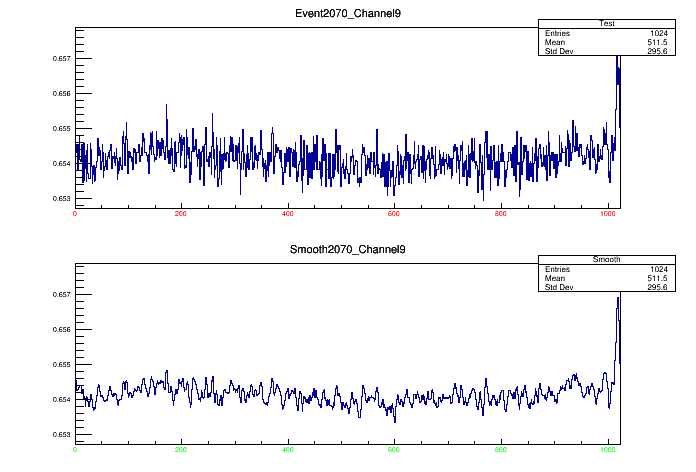 Event2070_Channel9
Test
Entries 1024
Mean 511.5
Std Dev 295.6
0.657
0.656
0.655
0.654
0.653
0 200 400 600 800 1000
Smooth2070_Channel9
Smooth
Entries 1024
Mean 511.5
Std Dev 295.6
0.657
0.656
0.655
0.654
0.653
0 200 400 600 800 1000